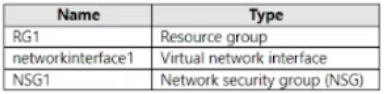 Name Type
RG1 Resource group
networkinterface1 Virtual network interface
NSG1 Network security group (NSG)